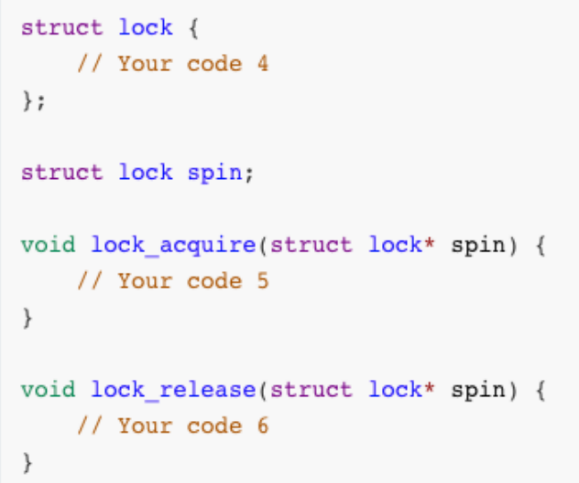 struct lock {
// Your code 4
};
struct lock spin;
void lock_acquire(struct lock* spin) {
// Your code 5
}
void lock_release(struct lock* spin) {
// Your code 6
}